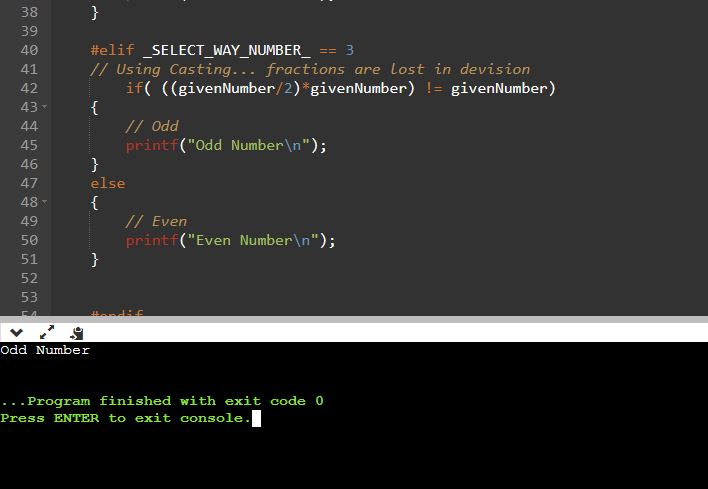 38 }
39
40 #elif _SELECT_WAY_NUMBER_ == 3
41 // Using Casting... fractions are lost in devision
42 if( ((givenNumber/2)*givenNumber) != givenNumber)
43 {
44 // Odd
45 printf("Odd Number\n");
46 }
47 else
48 {
49 // Even
50 printf("Even Number\n");
51 }
52
53
54 #endif
Odd Number
...Program finished with exit code 0
Press ENTER to exit console.